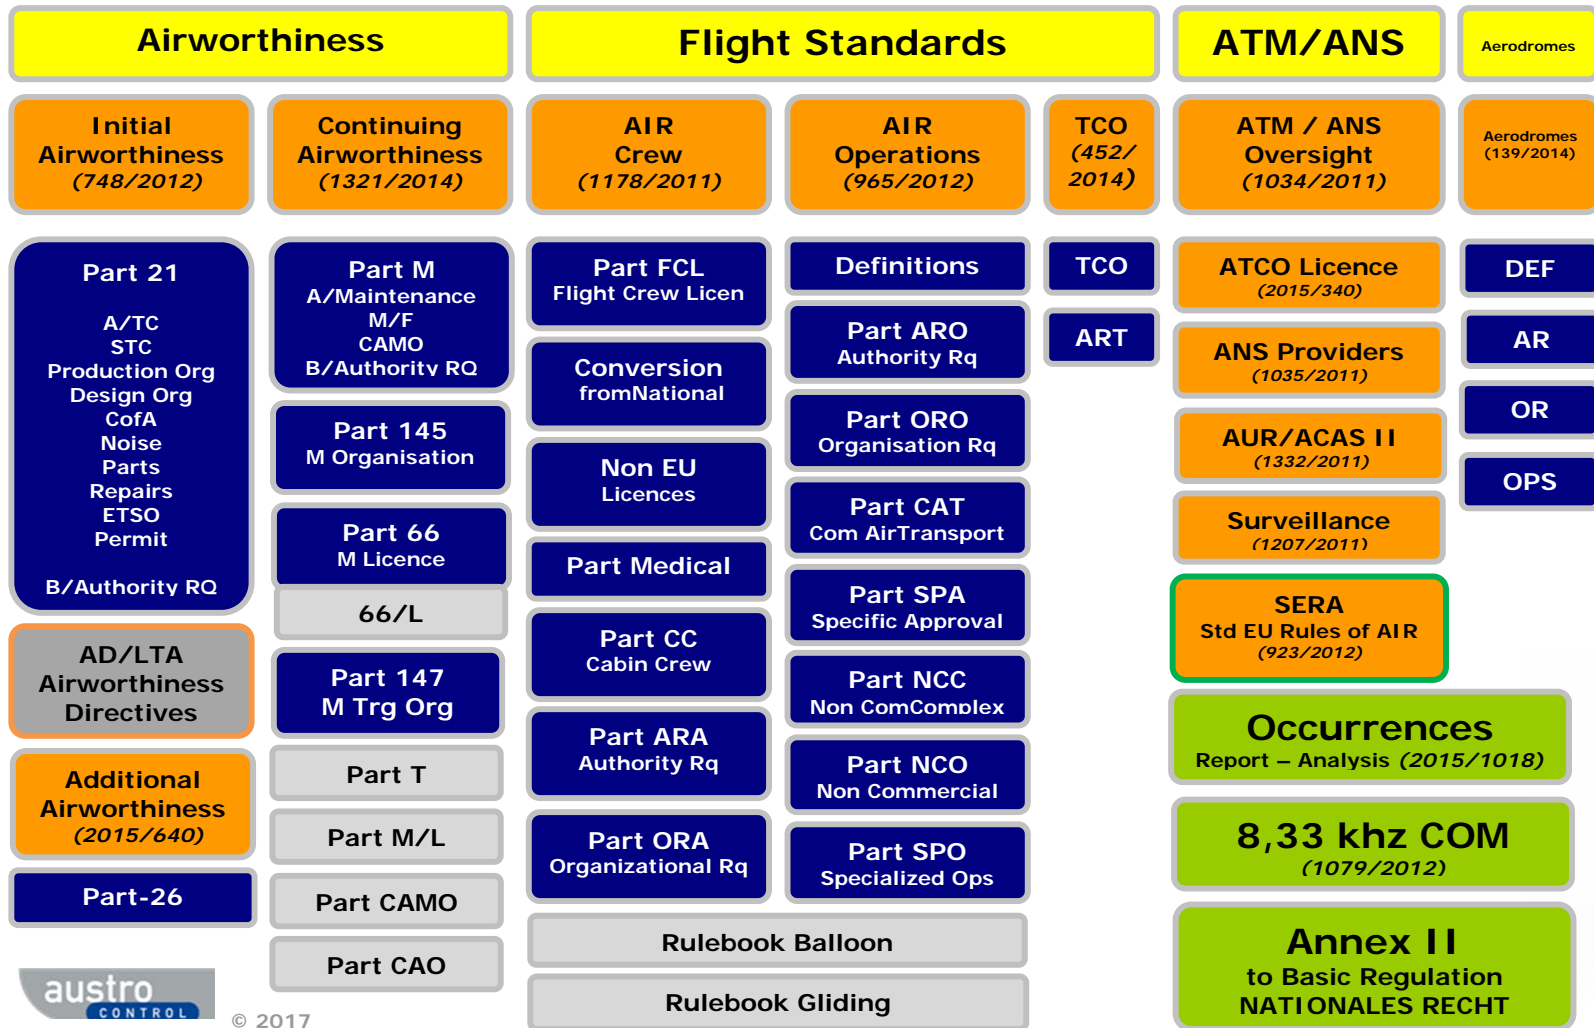 Airworthiness
Flight Standards
ATM/ANS
Aerodromes
Initial
Airworthiness
(748/2012)
Continuing
Airworthiness
(1321/2014)
AIR
Crew
(1178/2011)
AIR
Operations
(965/2012)
TCO
(452/
2014)
ATM / ANS
Oversight
(1034/2011)
Aerodromes
(139/2014)
Part 21
A/TC
STC
Production Org
Design Org
CofA
Noise
Parts
Repairs
ETSO
Permit
B/Authority RQ
AD/LTA
Airworthiness
Directives
Additional
Airworthiness
(2015/640)
Part-26
Part M
A/Maintenance
M/F
CAMO
B/Authority RQ
Part 145
M Organisation
Part 66
M Licence
66/L
Part 147
M Trg Org
Part T
Part M/L
Part CAMO
Part CAO
Part FCL
Flight Crew Licen
Conversion
fromNational
Non EU
Licences
Part Medical
Part CC
Cabin Crew
Part ARA
Authority Rq
Part ORA
Organizational Rq
Definitions
Part ARO
Authority Rq
Part ORO
Organisation Rq
Part CAT
Com AirTransport
Part SPA
Specific Approval
Part NCC
Non ComComplex
Part NCO
Non Commercial
Part SPO
Specialized Ops
Rulebook Balloon
Rulebook Gliding
TCO
ART
ATCO Licence
(2015/340)
ANS Providers
(1035/2011)
AUR/ACAS II
(1332/2011)
Surveillance
(1207/2011)
SERA
Std EU Rules of AIR
(923/2012)
DEF
AR
OR
OPS
Occurrences
Report – Analysis (2015/1018)
8,33 khz COM
(1079/2012)
Annex II
to Basic Regulation
NATIONALES RECHT
austro
CONTROL
© 2017